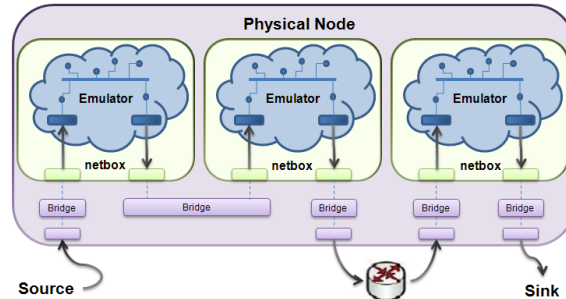 Physical Node
Emulator
Emulator
Emulator
netbox
netbox
netbox
Bridge
Bridge
Bridge
Bridge
Bridge
Source
Sink